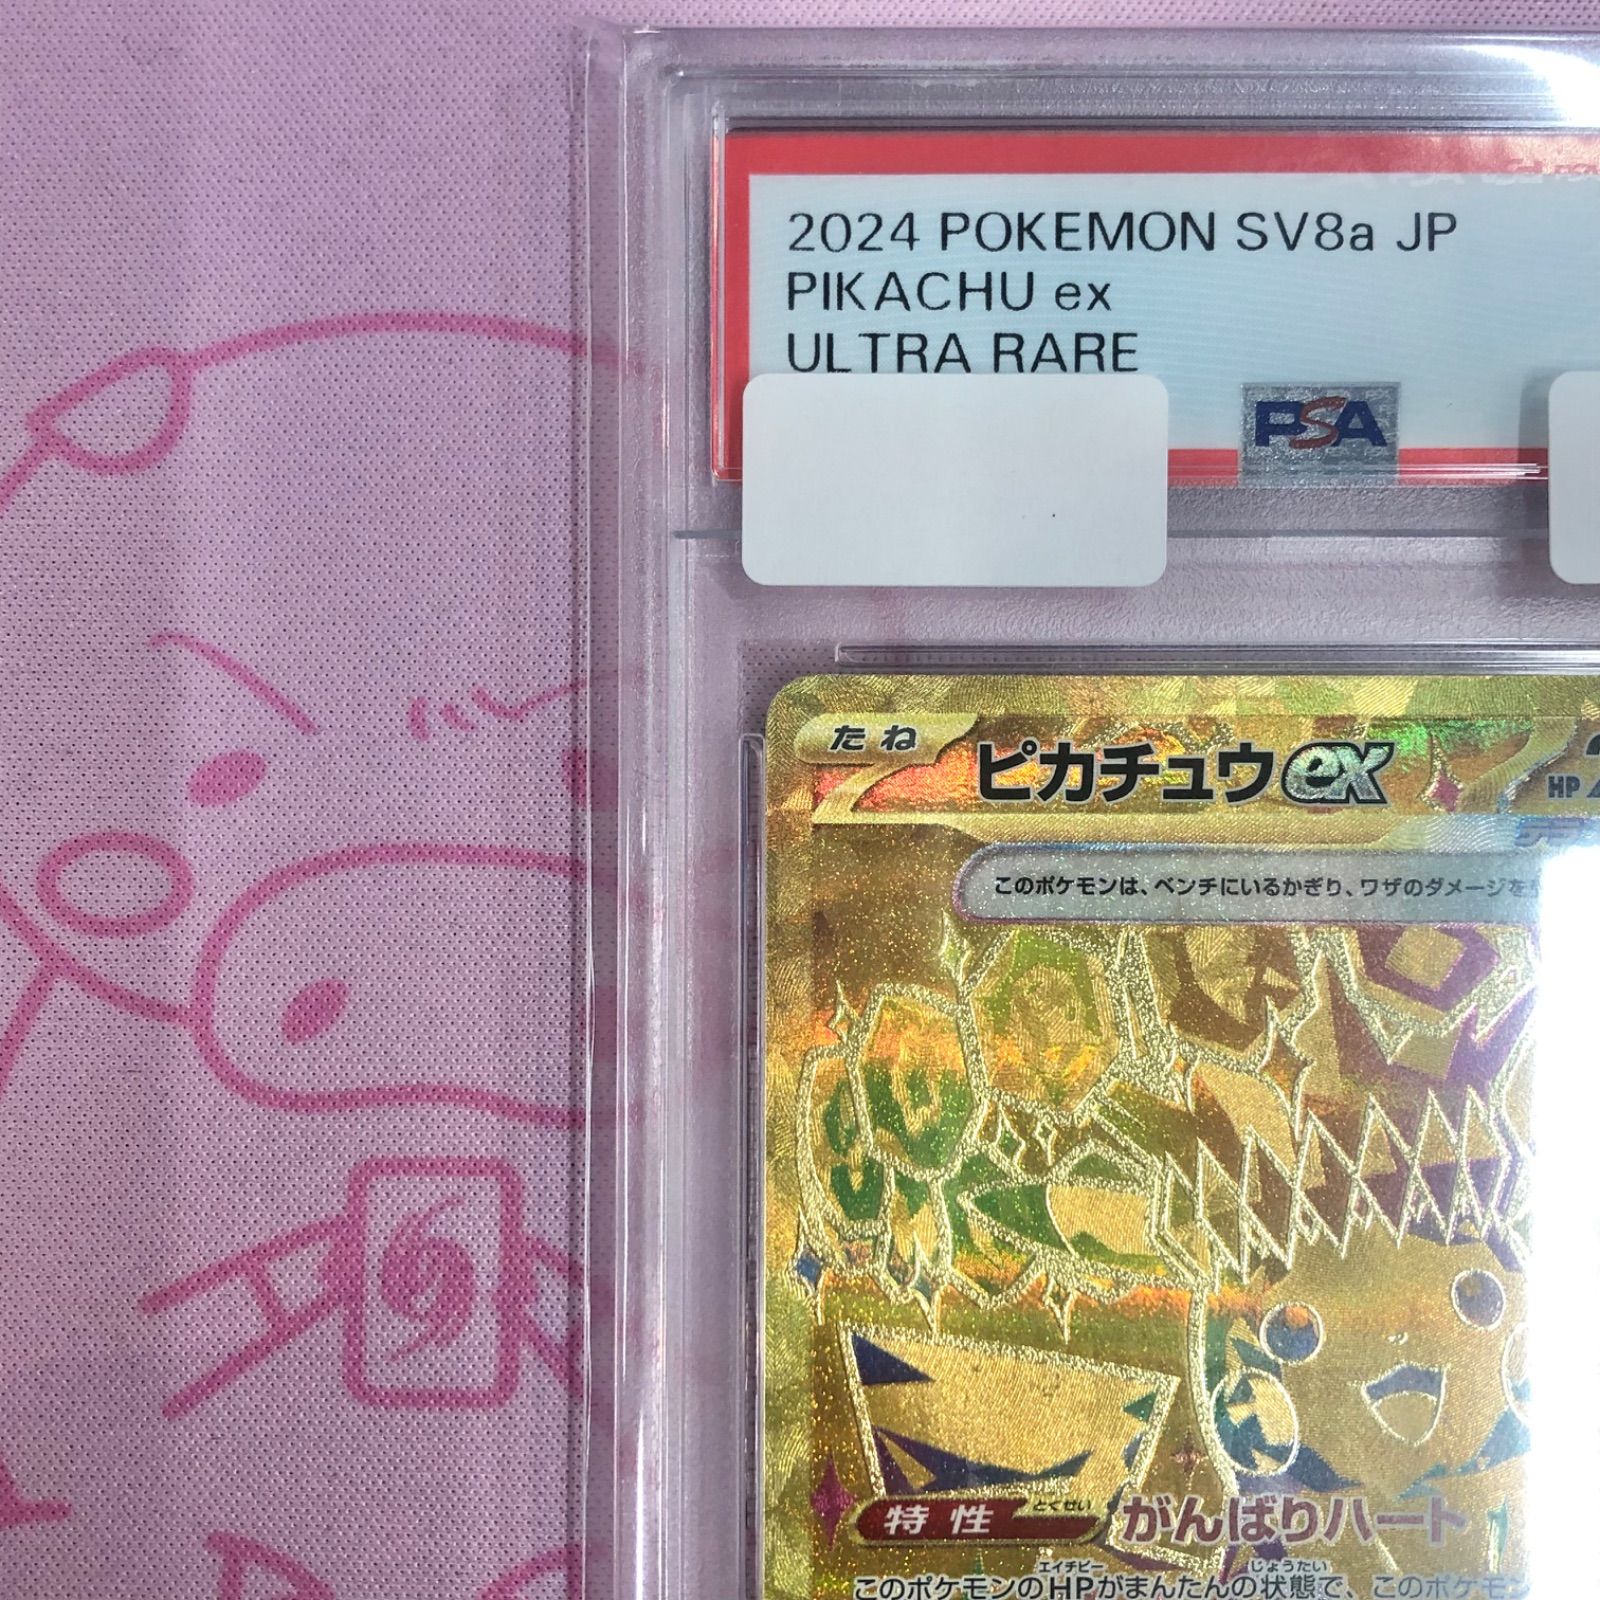 2024 POKEMON SV8a JP
PIKACHU ex
ULTRA RARE
PSA
たね
ピカチュウex
HP 2
テラ
このポケモンは、ベンチにいるかぎり、ワザのダメージを
特性
とくせい
がんばりハート
エイチピー じょうたい
このポケモンのHPがまんたんの状態で、このポケモン